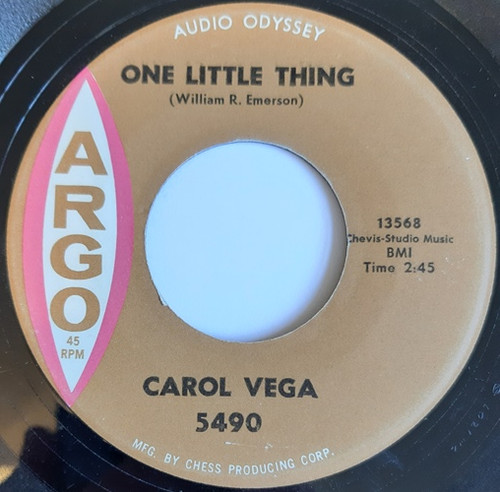 AUDIO ODYSSEY
ONE LITTLE THING
(William R. Emerson)
ARGO
45
RPM
13568
Chevis-Studio Music
BMI
Time 2:45
CAROL VEGA
5490
MFG. BY CHESS PRODUCING CORP.